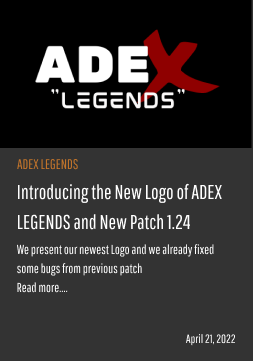 ADEX
"LEGENDS"
ADEX LEGENDS
Introducing the New Logo of ADEX
LEGENDS and New Patch 1.24
We present our newest Logo and we already fixed
some bugs from previous patch
Read more....
April 21, 2022